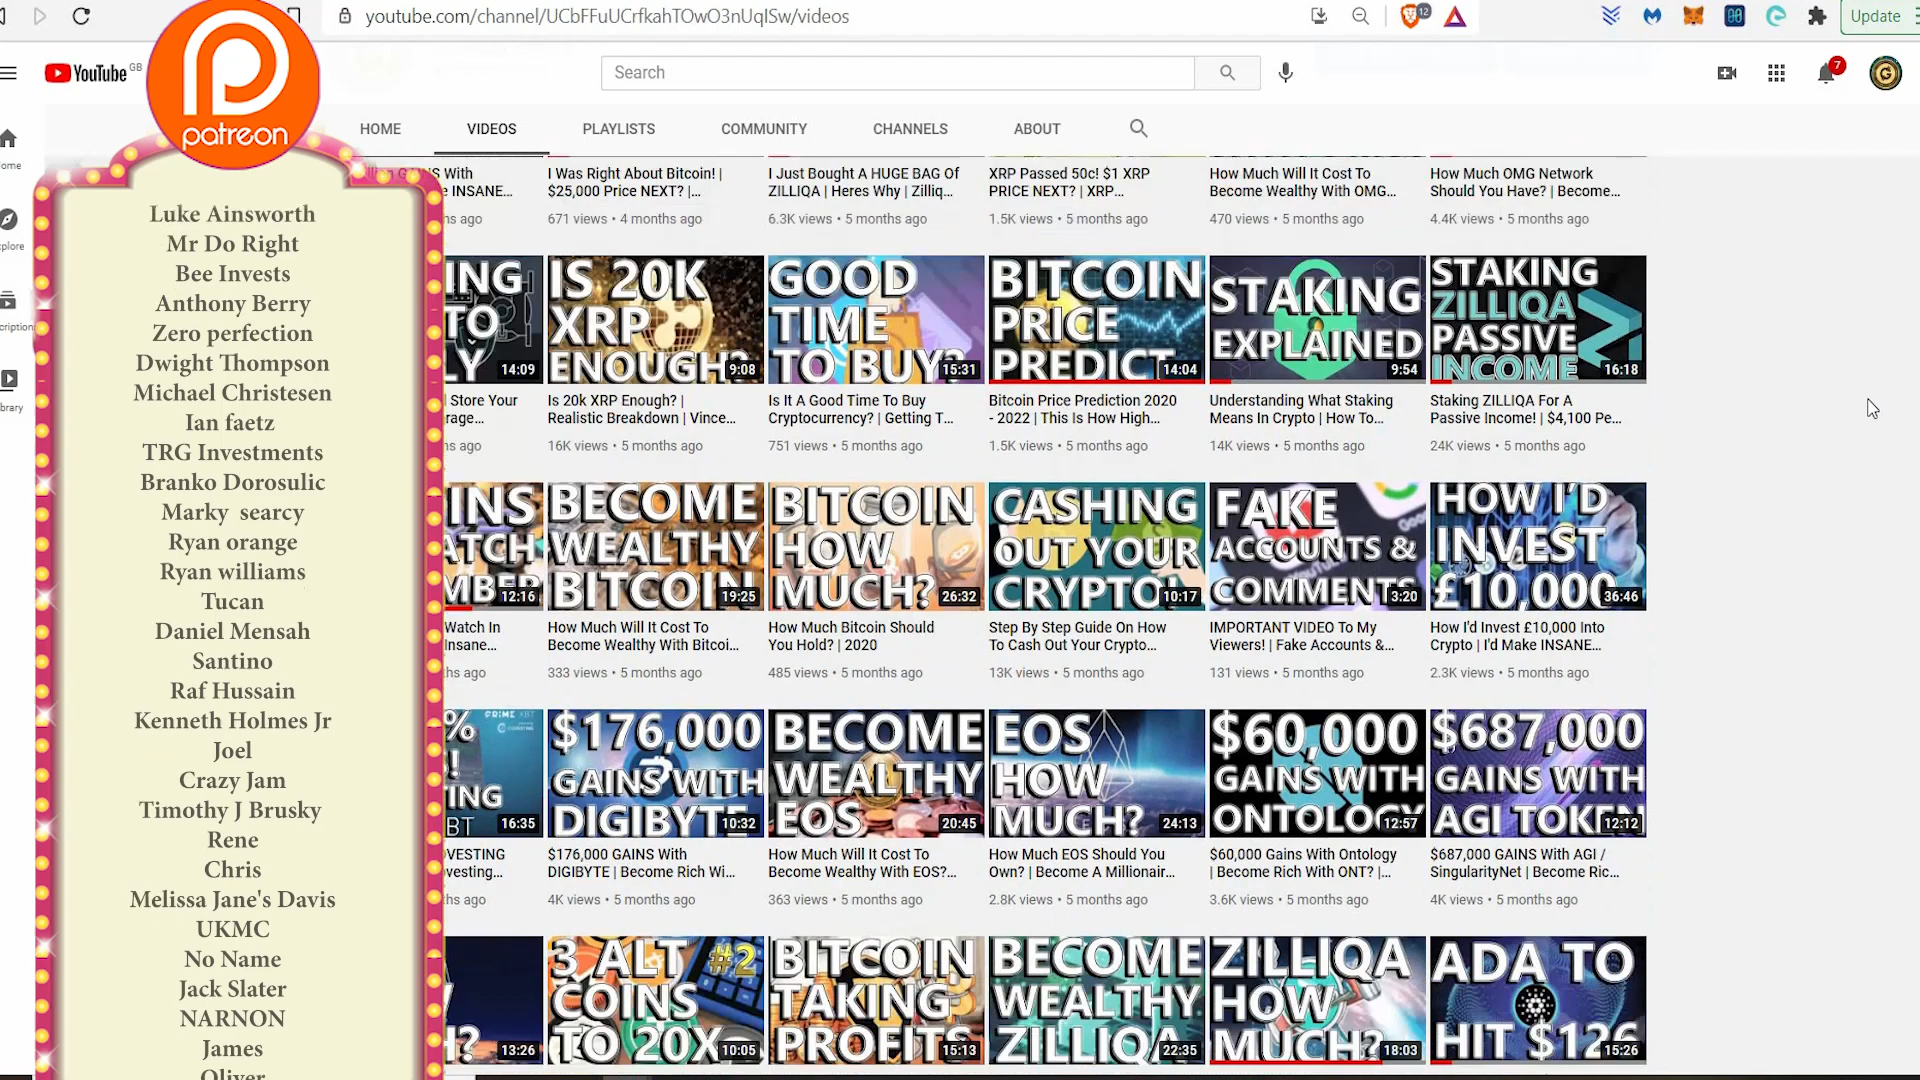 youtube.com/channel/UCbFFuUCrfkahTOwO3nUqISw/videos
12
Update
YouTube GB
Search
7
patreon
HOME
VIDEOS
PLAYLISTS
COMMUNITY
CHANNELS
ABOUT
Luke Ainsworth
Mr Do Right
Bee Invests
Anthony Berry
Zero perfection
Dwight Thompson
Michael Christesen
Ian faetz
TRG Investments
Branko Dorosulic
Marky searcy
Ryan orange
Ryan williams
Tucan
Daniel Mensah
Santino
Raf Hussain
Kenneth Holmes Jr
Joel
Crazy Jam
Timothy J Brusky
Rene
Chris
Melissa Jane's Davis
UKMC
No Name
Jack Slater
NARNON
James
Oliver
With
INSANE...
I Was Right About Bitcoin! |
$25,000 Price NEXT? |...
671 views • 4 months ago
I Just Bought A HUGE BAG Of
ZILLIQA | Heres Why | Zilliq...
6.3K views • 5 months ago
XRP Passed 50c! $1 XRP
PRICE NEXT? | XRP...
1.5K views • 5 months ago
How Much Will It Cost To
Become Wealthy With OMG...
470 views • 5 months ago
How Much OMG Network
Should You Have? | Become...
4.4K views • 5 months ago
14:09
Store Your
ago
IS 20K
XRP
ENOUGH?
9:08
Is 20k XRP Enough? |
Realistic Breakdown | Vince...
16K views • 5 months ago
GOOD
TIME
TO BUY?
15:31
Is It A Good Time To Buy
Cryptocurrency? | Getting T...
751 views • 5 months ago
BITCOIN
PRICE
PREDICT
14:04
Bitcoin Price Prediction 2020
- 2022 | This Is How High...
1.5K views • 5 months ago
STAKING
EXPLAINED
9:54
Understanding What Staking
Means In Crypto | How To...
14K views • 5 months ago
STAKING
ZILLIQA
PASSIVE
INCOME
16:18
Staking ZILLIQA For A
Passive Income! | $4,100 Pe...
24K views • 5 months ago
12:16
Watch In
Insane...
ago
BECOME
WEALTHY
BITCOIN
19:25
How Much Will It Cost To
Become Wealthy With Bitcoi...
333 views • 5 months ago
BITCOIN
HOW
MUCH?
26:32
How Much Bitcoin Should
You Hold? | 2020
485 views • 5 months ago
CASHING
OUT YOUR
CRYPTO!
10:17
Step By Step Guide On How
To Cash Out Your Crypto...
13K views • 5 months ago
FAKE
ACCOUNTS &
COMMENTS
3:20
IMPORTANT VIDEO To My
Viewers! | Fake Accounts &...
131 views • 5 months ago
HOW I'D
INVEST
£10,000
36:46
How I'd Invest £10,000 Into
Crypto | I'd Make INSANE...
2.3K views • 5 months ago
16:35
ago
$176,000
GAINS WITH
DIGIBYTE
10:32
$176,000 GAINS With
DIGIBYTE | Become Rich Wi...
4K views • 5 months ago
BECOME
WEALTHY
EOS
20:45
How Much Will It Cost To
Become Wealthy With EOS?...
363 views • 5 months ago
EOS
HOW
MUCH?
24:13
How Much EOS Should You
Own? | Become A Millionair...
2.8K views • 5 months ago
$60,000
GAINS WITH
ONTOLOGY
12:57
$60,000 Gains With Ontology
| Become Rich With ONT? |...
3.6K views • 5 months ago
$687,000
GAINS WITH
AGI TOKEN
12:12
$687,000 GAINS With AGI /
SingularityNet | Become Ric...
4K views • 5 months ago
13:26
3 ALT #2
COINS
TO 20X
10:05
BITCOIN
TAKING
PROFITS
15:13
BECOME
WEALTHY
ZILLIQA
22:35
ZILLIQA
HOW
MUCH?
18:03
ADA TO
HIT $126
15:26